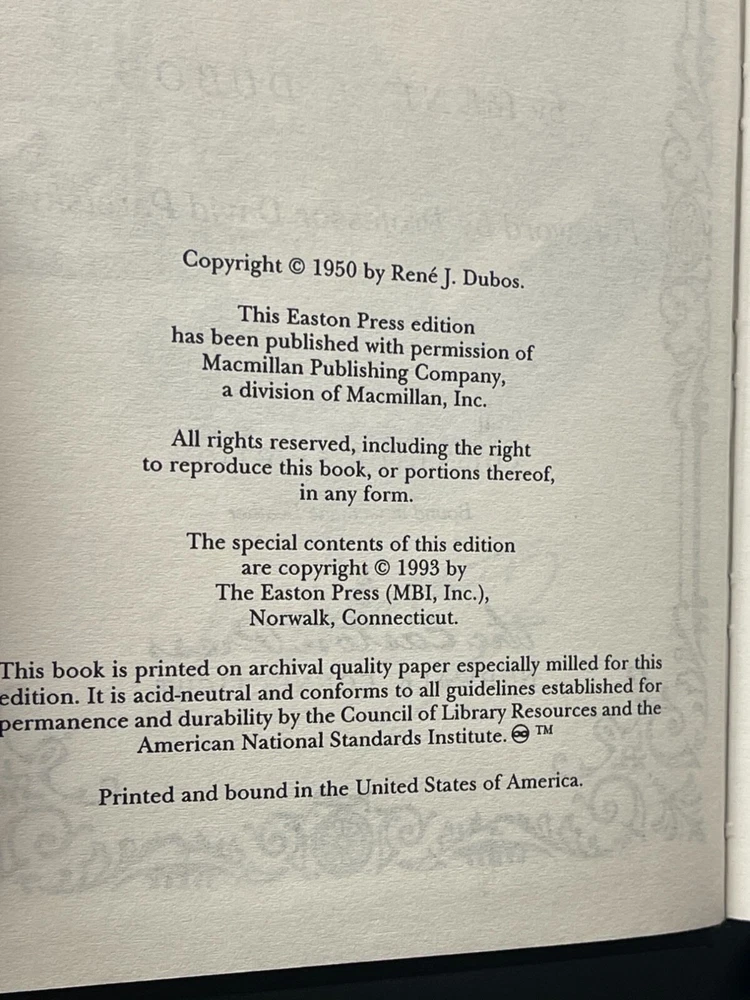 Copyright © 1950 by René J. Dubos.
This Easton Press edition
has been published with permission of
Macmillan Publishing Company,
a division of Macmillan, Inc.
All rights reserved, including the right
to reproduce this book, or portions thereof,
in any form.
The special contents of this edition
are copyright © 1993 by
The Easton Press (MBI, Inc.),
Norwalk, Connecticut.
This book is printed on archival quality paper especially milled for this
edition. It is acid-neutral and conforms to all guidelines established for
permanence and durability by the Council of Library Resources and the
American National Standards Institute. ♾ ™
Printed and bound in the United States of America.